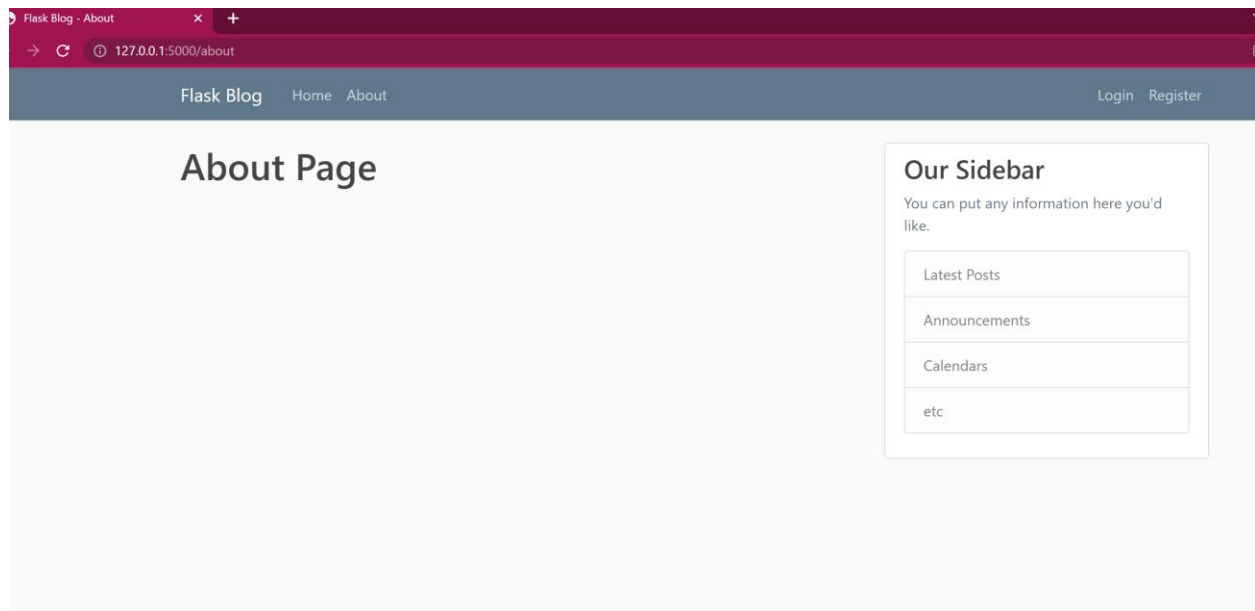 Flask Blog - About
127.0.0.1:5000/about
Flask Blog Home About Login Register
About Page
Our Sidebar
You can put any information here you'd
like.
Latest Posts
Announcements
Calendars
etc